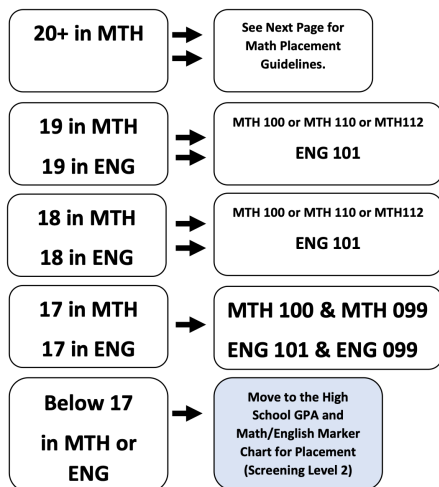 20+ in MTH
See Next Page for
Math Placement
Guidelines.
19 in MTH
19 in ENG
MTH 100 or MTH 110 or MTH112
ENG 101
18 in MTH
18 in ENG
MTH 100 or MTH 110 or MTH112
ENG 101
17 in MTH
17 in ENG
MTH 100 & MTH 099
ENG 101 & ENG 099
Below 17
in MTH or
ENG
Move to the High
School GPA and
Math/English Marker
Chart for Placement
(Screening Level 2)